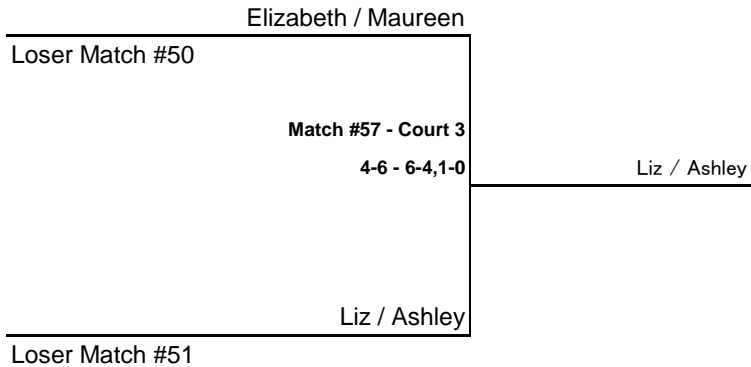 Elizabeth / Maureen
Loser Match #50
Match #57 - Court 3
4-6 - 6-4,1-0
Liz / Ashley
Liz / Ashley
Loser Match #51